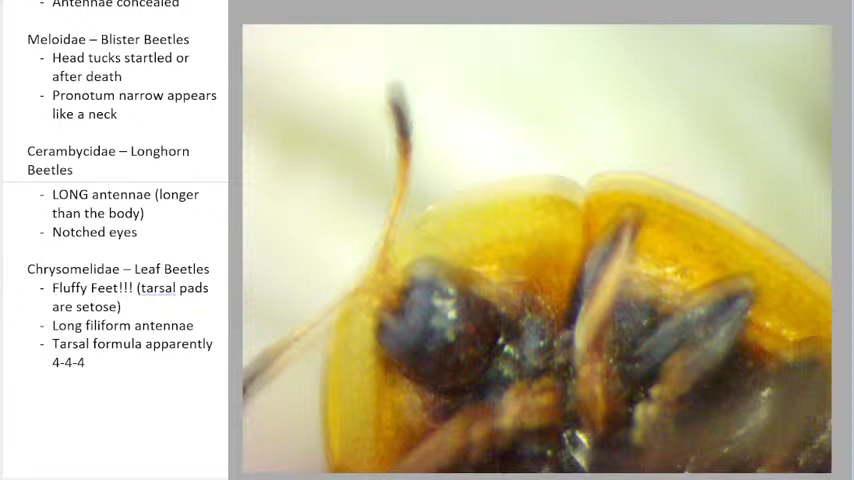 - Antennae concealed
Meloidae – Blister Beetles
- Head tucks startled or
after death
- Pronotum narrow appears
like a neck
Cerambycidae – Longhorn
Beetles
- LONG antennae (longer
than the body)
- Notched eyes
Chrysomelidae – Leaf Beetles
- Fluffy Feet!!! (tarsal pads
are setose)
- Long filiform antennae
- Tarsal formula apparently
4-4-4